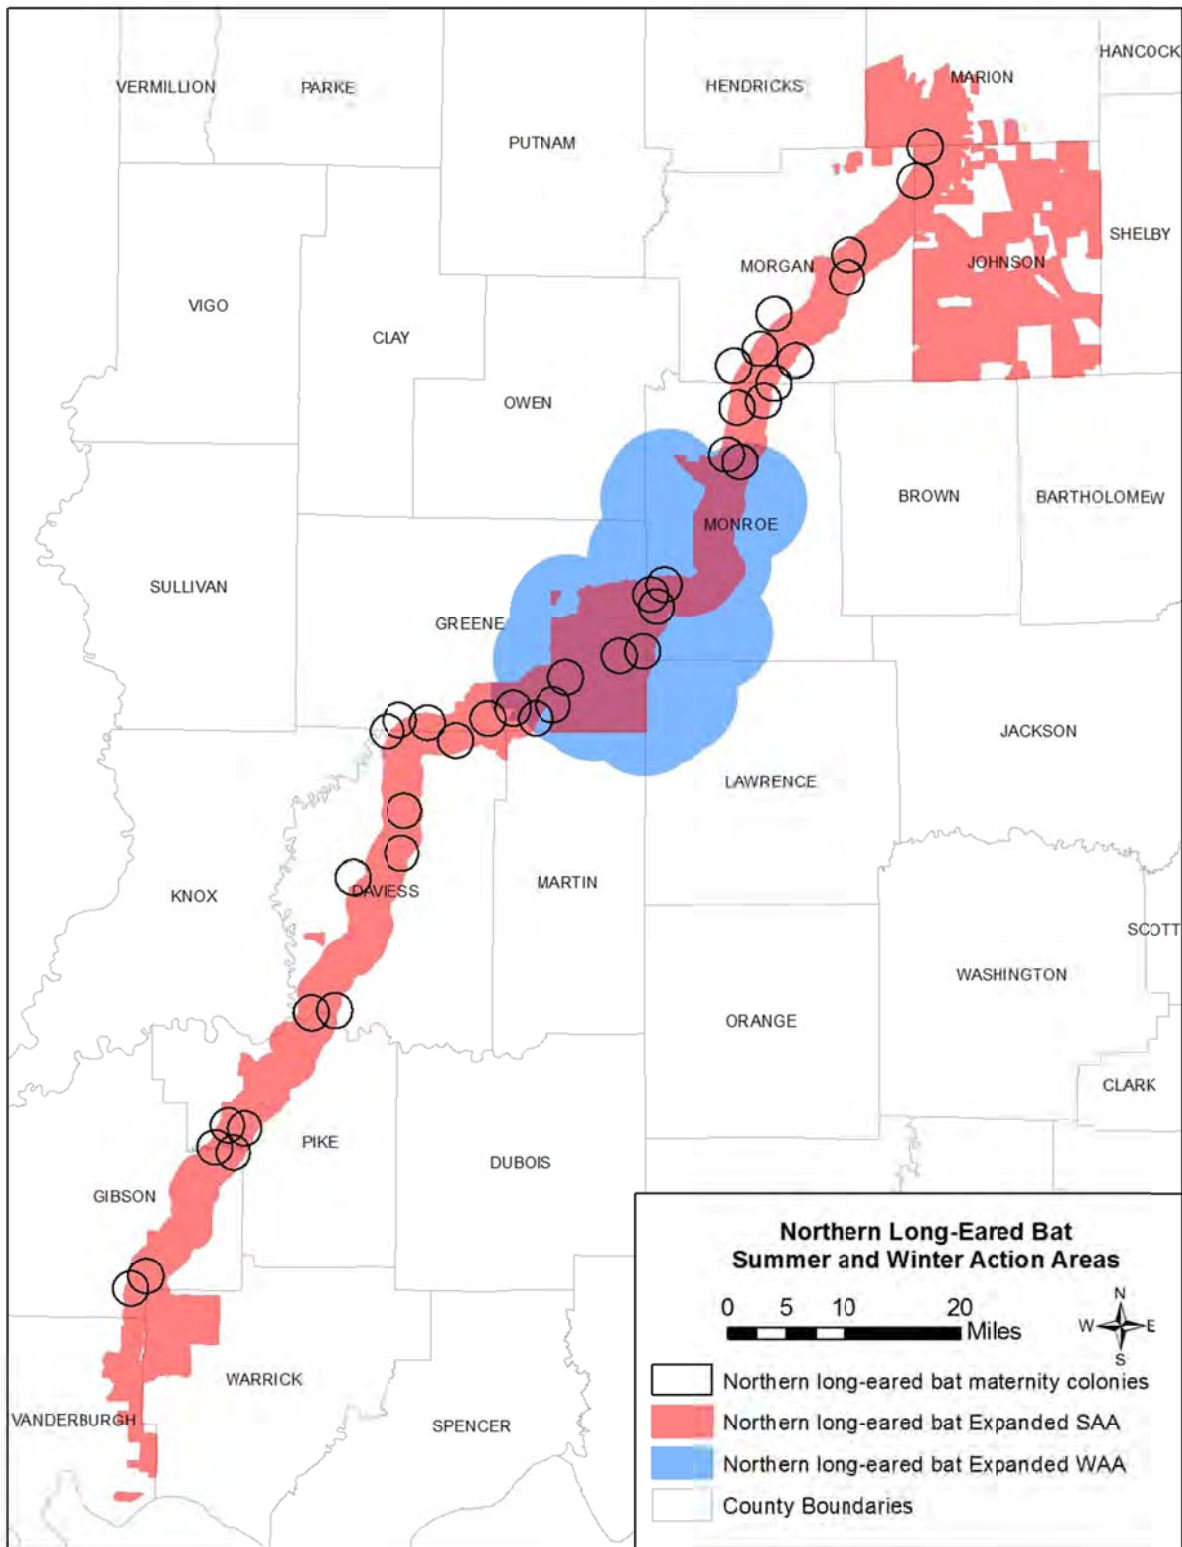 HANCOCK
MARION
HENDRICKS
VERMILLION
PARKE
PUTNAM
SHELBY
JOHNSON
MORGAN
VIGO
CLAY
OWEN
BROWN
BARTHOLOMEW
MONROE
SULLIVAN
GREENE
JACKSON
LAWRENCE
MARTIN
DAVIESS
KNOX
SCOTT
WASHINGTON
ORANGE
CLARK
PIKE
DUBOIS
GIBSON
WARRICK
VANDERBURGH
SPENCER
Northern Long-Eared Bat
Summer and Winter Action Areas
0 5 10 20
Miles
N
W E
S
Northern long-eared bat maternity colonies
Northern long-eared bat Expanded SAA
Northern long-eared bat Expanded WAA
County Boundaries